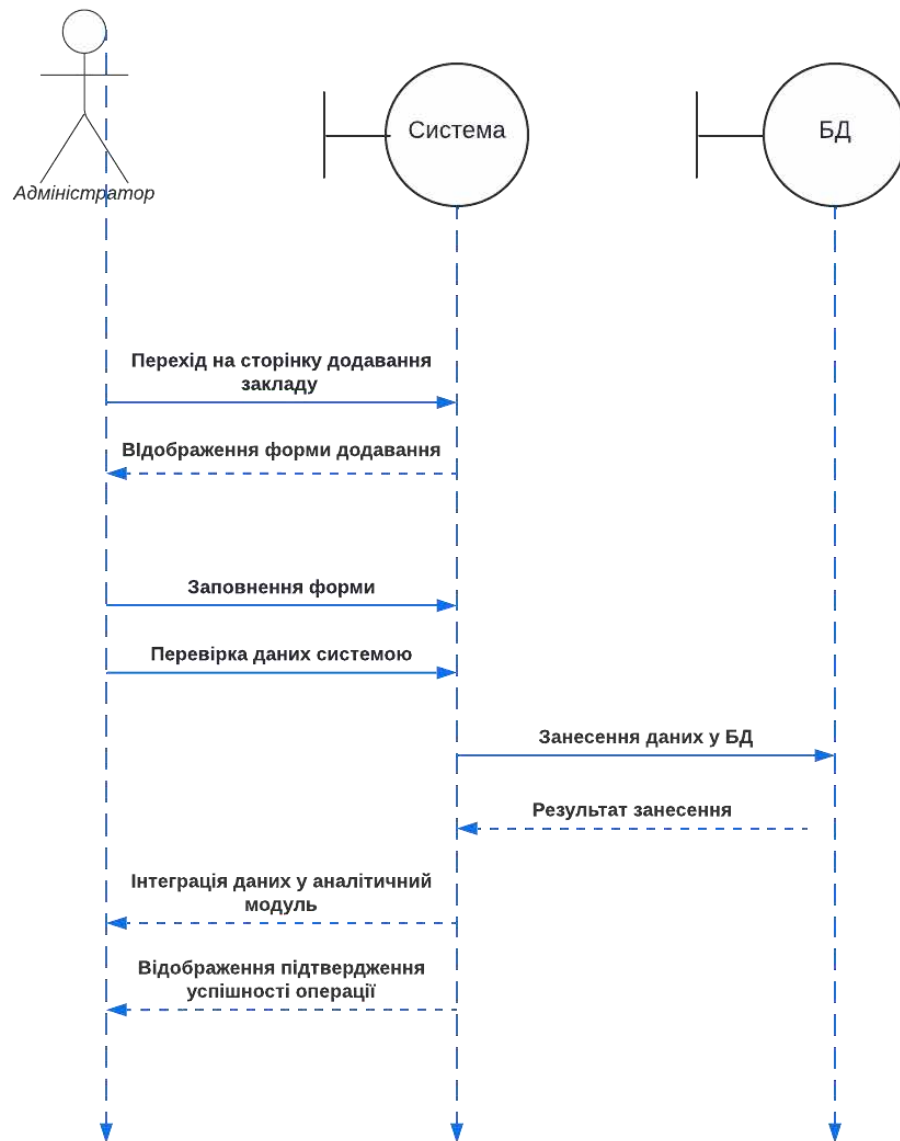 Система
БД
Адміністратор
Перехід на сторінку додавання
закладу
ВІдображення форми додавання
Заповнення форми
Перевірка даних системою
Занесення даних у БД
Результат занесення
Інтеграція даних у аналітичний
модуль
Відображення підтвердження
успішності операції